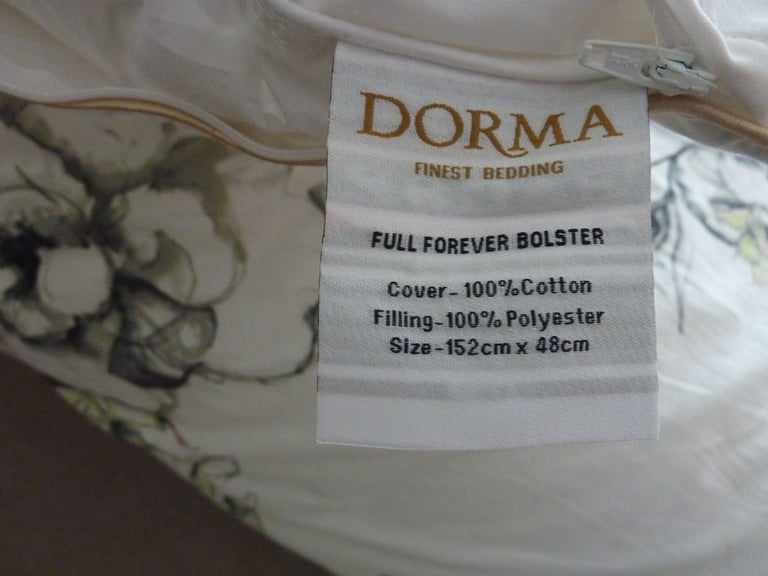 DORMA
FINEST BEDDING
FULL FOREVER BOLSTER
Cover-100%Cotton
Filling-100% Polyester
Size-152cm x 48cm